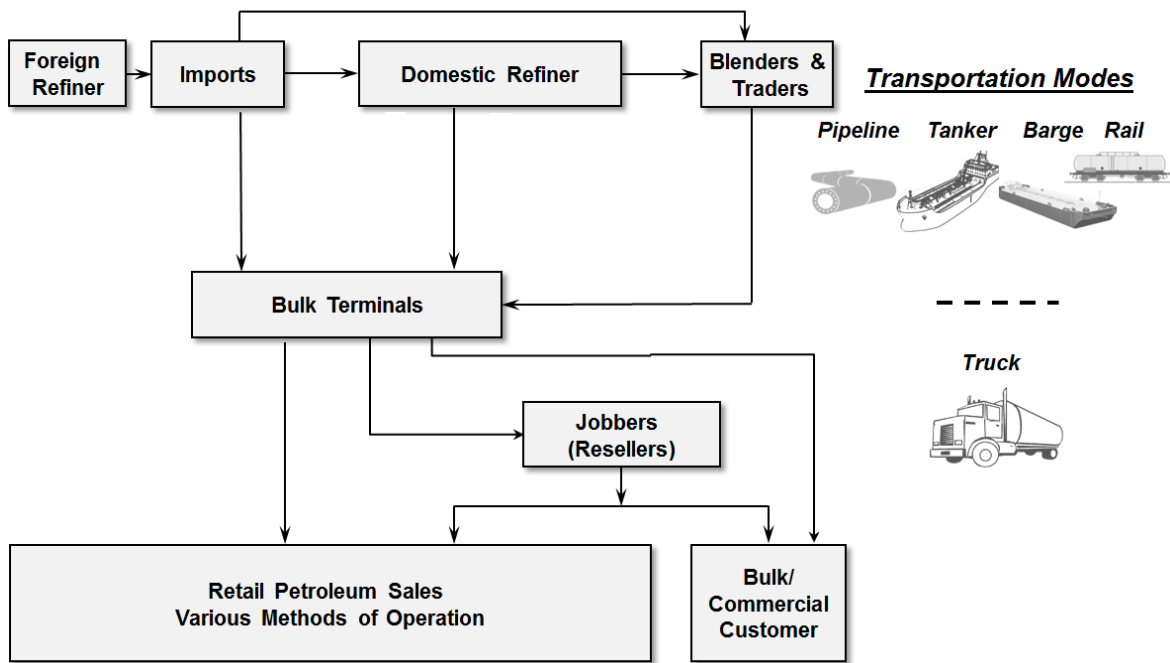 Foreign
Refiner
Imports
Domestic Refiner
Blenders &
Traders
Transportation Modes
Pipeline
Tanker
Barge
Rail
Bulk Terminals
Truck
Jobbers
(Resellers)
Retail Petroleum Sales
Various Methods of Operation
Bulk/
Commercial
Customer